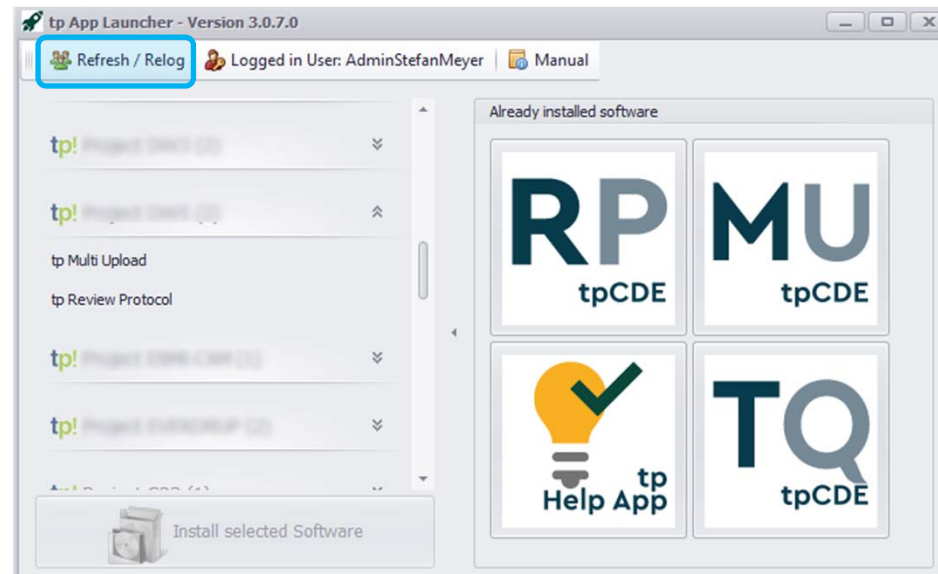 tp App Launcher - Version 3.0.7.0
Refresh / Relog Logged in User: AdminStefanMeyer Manual
Already installed software
tp!
tp!
tp Multi Upload
tp Review Protocol
tp!
tp!
RP
tpCDE
MU
tpCDE
tp
Help App
TQ
tpCDE
Install selected Software